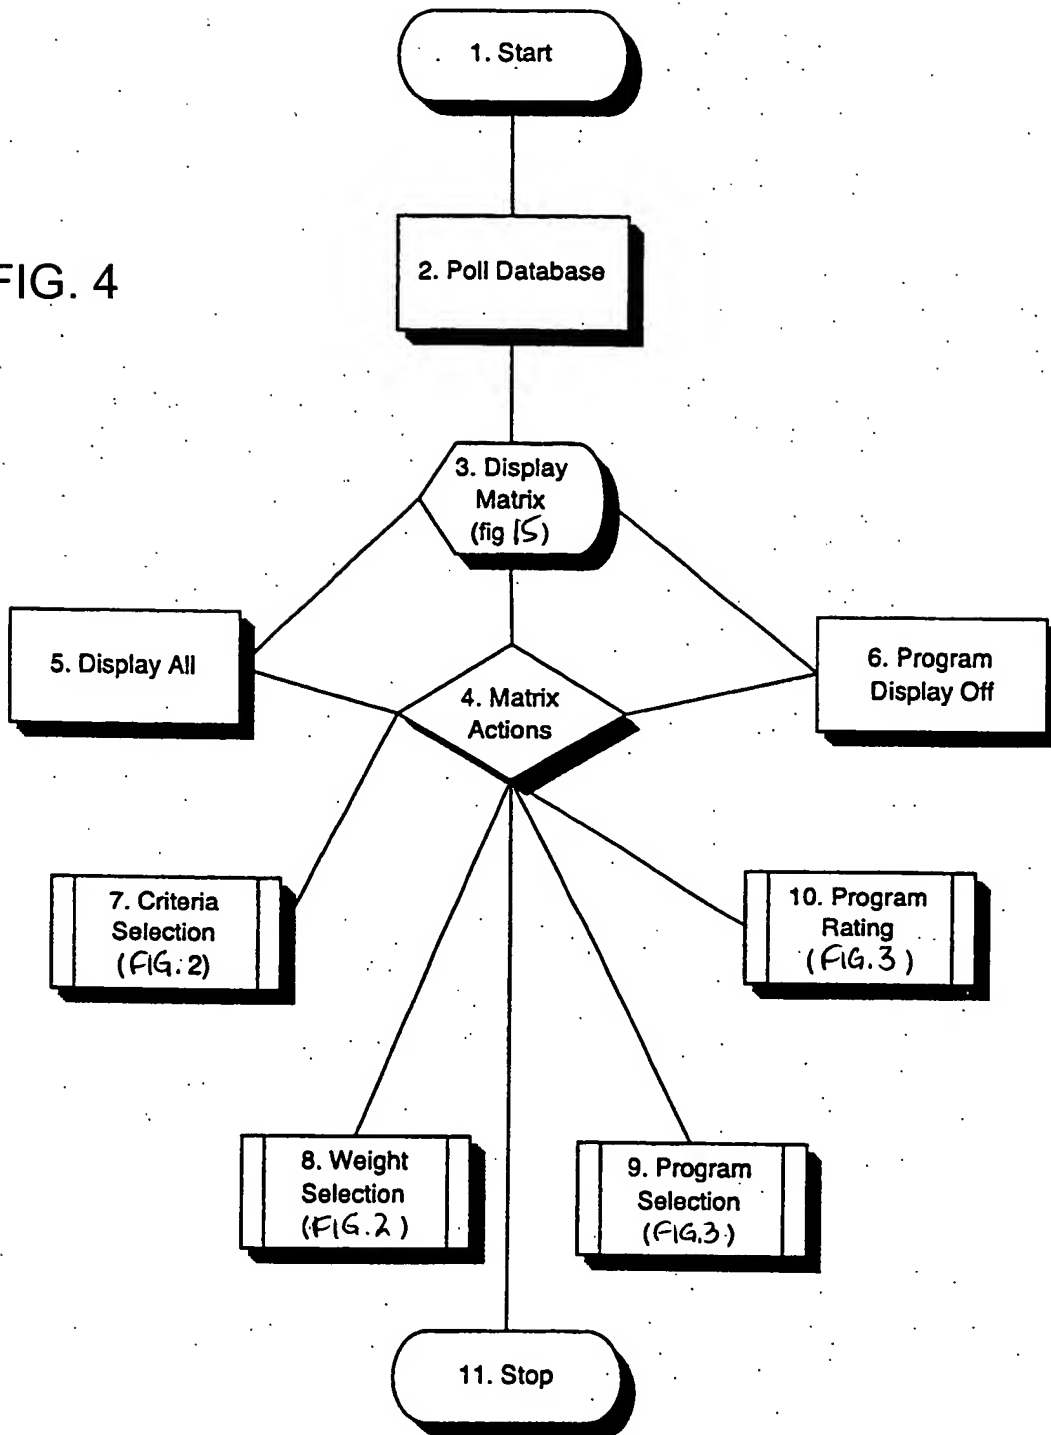 1. Start
FIG. 4
2. Poll Database
3. Display
Matrix
(fig 15)
5. Display All
4. Matrix
Actions
6. Program
Display Off
7. Criteria
Selection
(FIG. 2)
10. Program
Rating
(FIG. 3)
8. Weight
Selection
(FIG. 2)
9. Program
Selection
(FIG. 3)
11. Stop